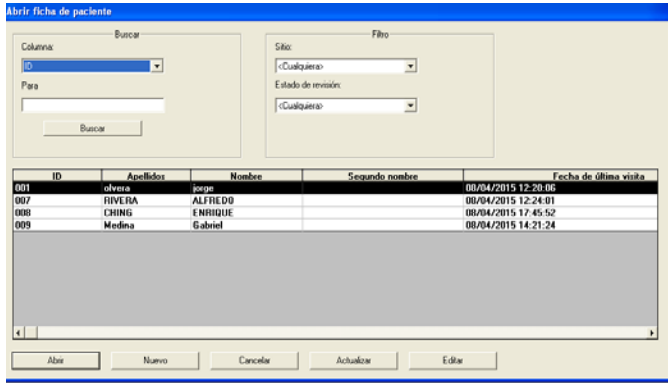 Abrir ficha de paciente
Buscar
Columna:
ID
Para
Buscar
Filtro
Sitio:
<Cualquiera>
Estado de revisión:
<Cualquiera>
ID Apellidos Nombre Segundo nombre Fecha de última visita
001 olvera jorge 08/04/2015 12:20:06
007 RIVERA ALFREDO 08/04/2015 12:24:01
008 CHING ENRIQUE 08/04/2015 17:45:52
009 Medina Gabriel 08/04/2015 14:21:24
Abrir Nuevo Cancelar Actualizar Editar